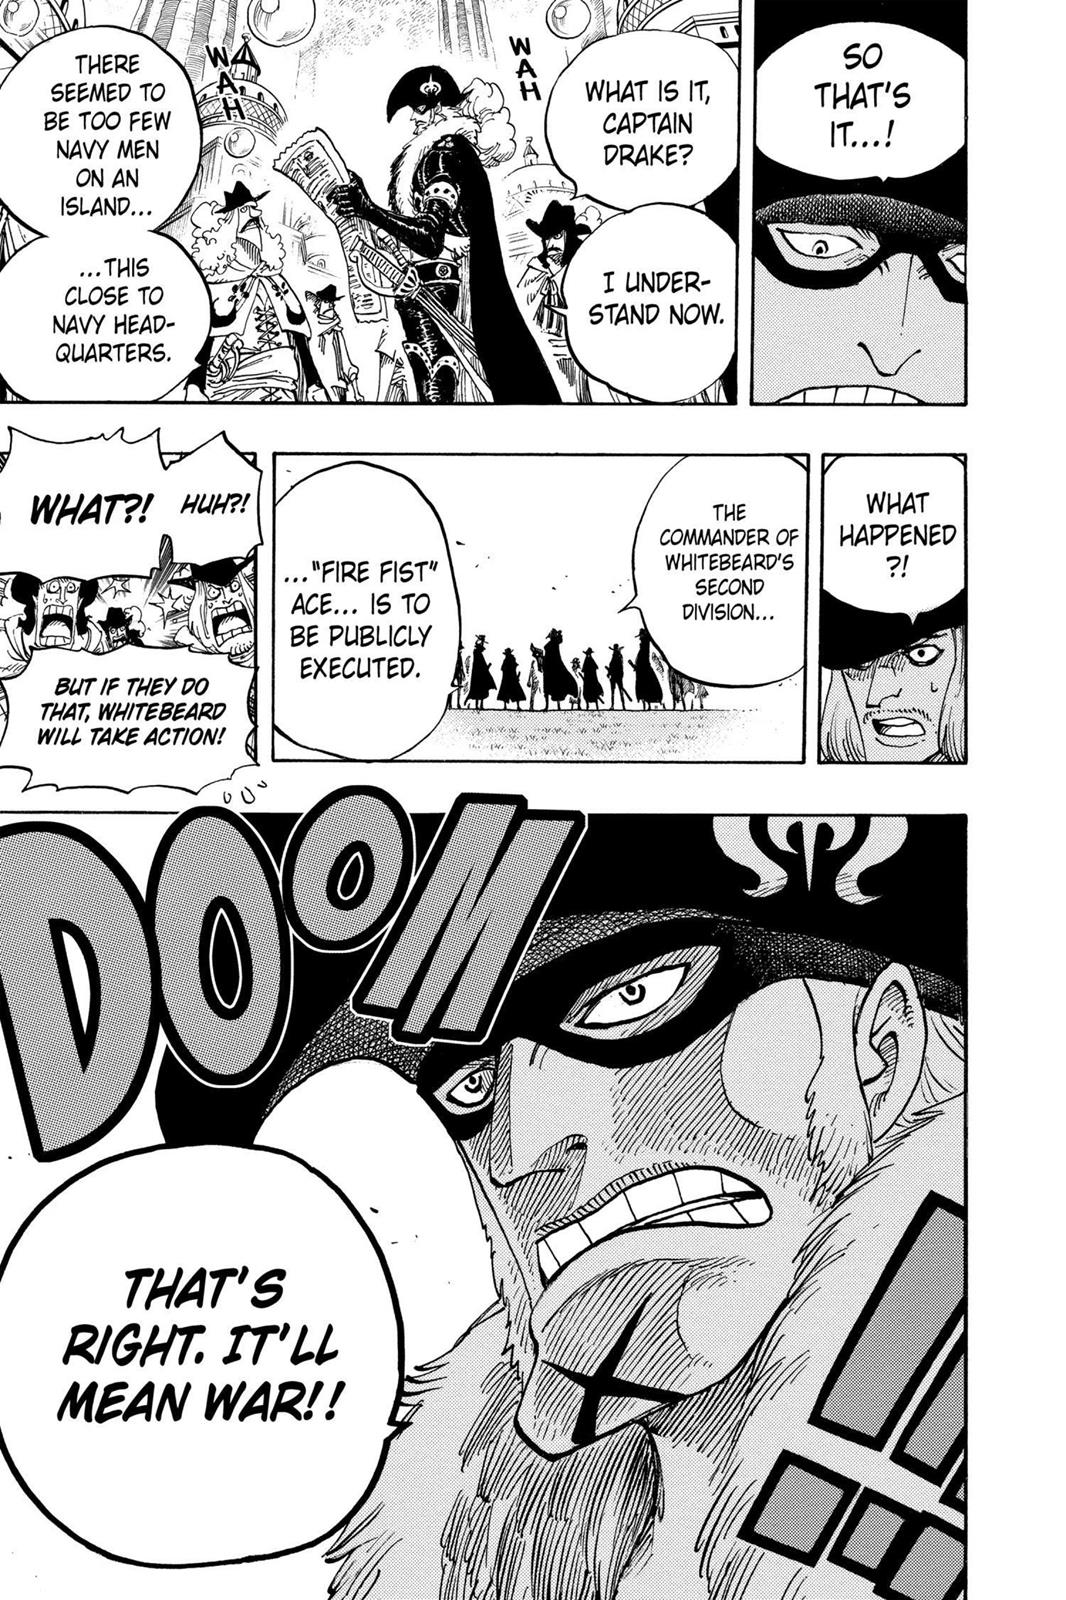 SO
THAT'S
IT...!
WHAT IS IT,
CAPTAIN
DRAKE?
I UNDER-
STAND NOW.
WAH
WAH
THERE
SEEMED TO
BE TOO FEW
NAVY MEN
ON AN
ISLAND...
...THIS
CLOSE TO
NAVY HEAD-
QUARTERS.
WHAT
HAPPENED
?!
THE
COMMANDER OF
WHITEBEARD'S
SECOND
DIVISION...
..."FIRE FIST"
ACE... IS TO
BE PUBLICLY
EXECUTED.
HUH?!
WHAT?!
BUT IF THEY DO
THAT, WHITEBEARD
WILL TAKE ACTION!
DOOM
THAT'S
RIGHT. IT'LL
MEAN WAR!!